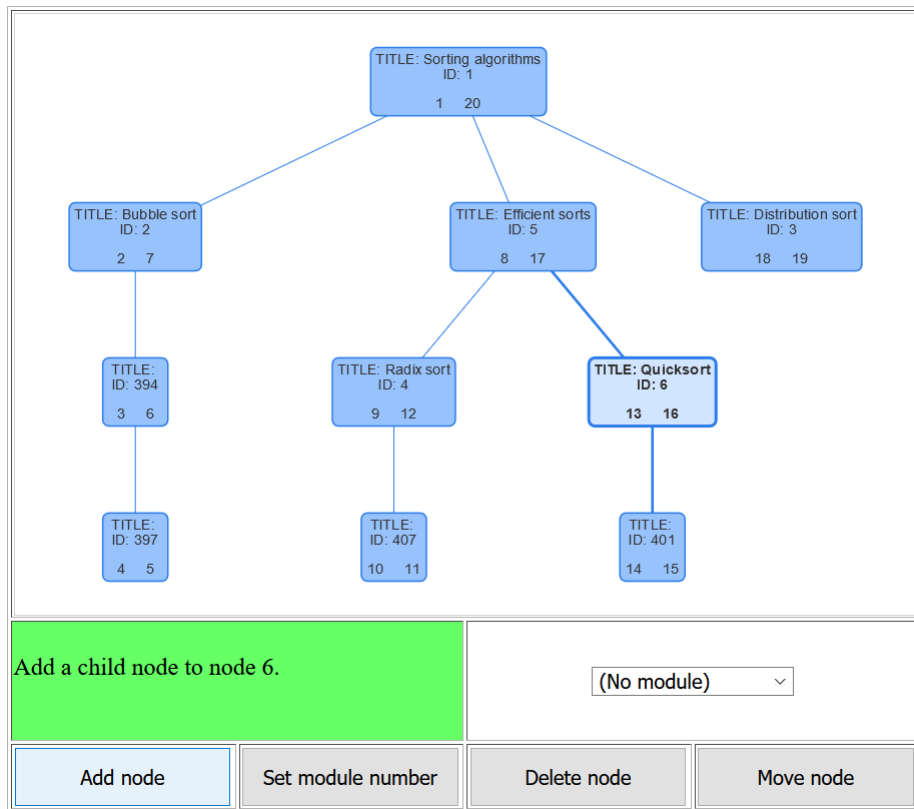 TITLE: Sorting algorithms
ID: 1
1 20
TITLE: Bubble sort
ID: 2
2 7
TITLE: Efficient sorts
ID: 5
8 17
TITLE: Distribution sort
ID: 3
18 19
TITLE:
ID: 394
3 6
TITLE: Radix sort
ID: 4
9 12
TITLE: Quicksort
ID: 6
13 16
TITLE:
ID: 397
4 5
TITLE:
ID: 407
10 11
TITLE:
ID: 401
14 15
Add a child node to node 6.
(No module)
Add node
Set module number
Delete node
Move node